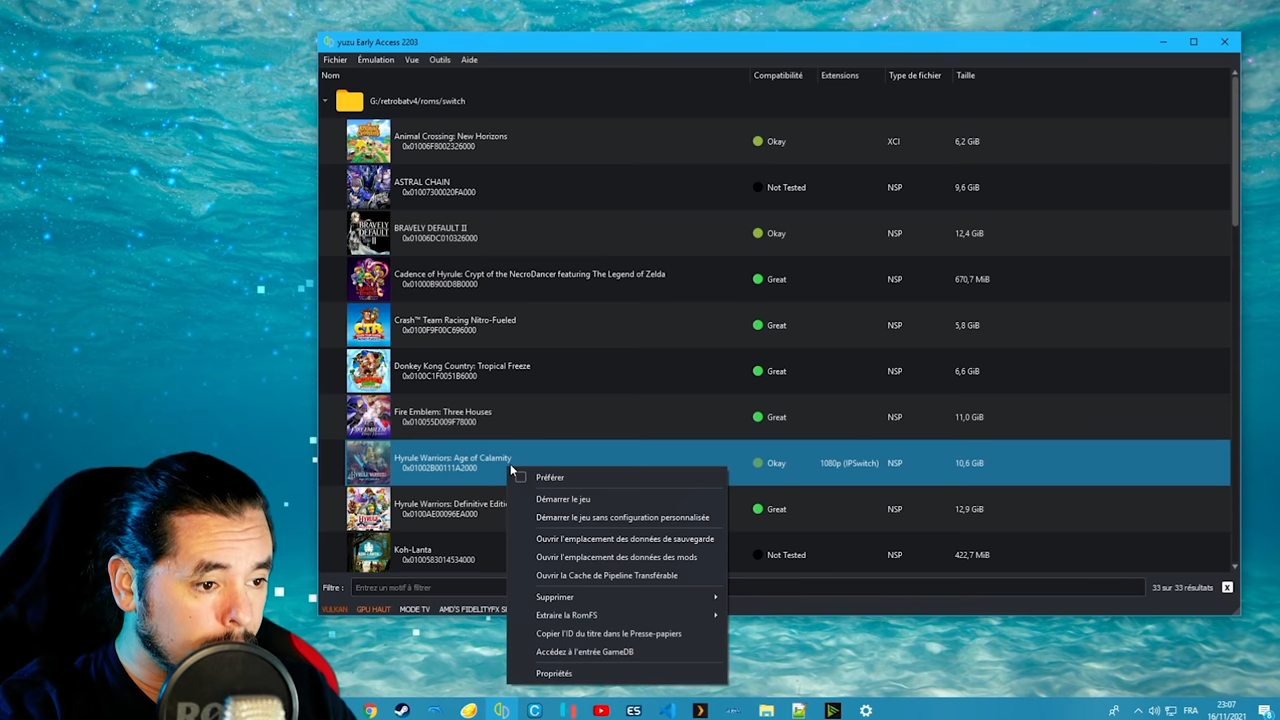 yuzu Early Access 2203
Fichier Émulation Vue Outils Aide
Nom Compatibilité Extensions Type de fichier Taille
G:/retrobatv4/roms/switch
Animal Crossing: New Horizons
0x01006F8002326000
Okay XCI 6,2 GiB
ASTRAL CHAIN
0x01007300020FA000
Not Tested NSP 9,6 GiB
BRAVELY DEFAULT II
0x01006DC010326000
Okay NSP 12,4 GiB
Cadence of Hyrule: Crypt of the NecroDancer featuring The Legend of Zelda
0x01000B900D8B0000
Great NSP 670,7 MiB
Crash™ Team Racing Nitro-Fueled
0x0100F9F00C696000
Great NSP 5,8 GiB
Donkey Kong Country: Tropical Freeze
0x0100C1F0051B6000
Great NSP 6,6 GiB
Fire Emblem: Three Houses
0x010055D009F78000
Great NSP 11,0 GiB
Hyrule Warriors: Age of Calamity
0x01002B00111A2000
Okay 1080p (IPSwitch) NSP 10,6 GiB
Hyrule Warriors: Definitive Editi
0x0100AE00096EA000
Great NSP 12,9 GiB
Koh-Lanta
0x0100583014534000
Not Tested NSP 422,7 MiB
Préférer
Démarrer le jeu
Démarrer le jeu sans configuration personnalisée
Ouvrir l'emplacement des données de sauvegarde
Ouvrir l'emplacement des données des mods
Ouvrir la Cache de Pipeline Transférable
Supprimer
Extraire la RomFS
Copier l'ID du titre dans le Presse-papiers
Accédez à l'entrée GameDB
Propriétés
Filtre : Entrez un motif à filtrer 33 sur 33 résultats X
VULKAN GPU HAUT MODE TV AMD'S FIDELITYFX S
ES FRA 23:07
16/11/2021